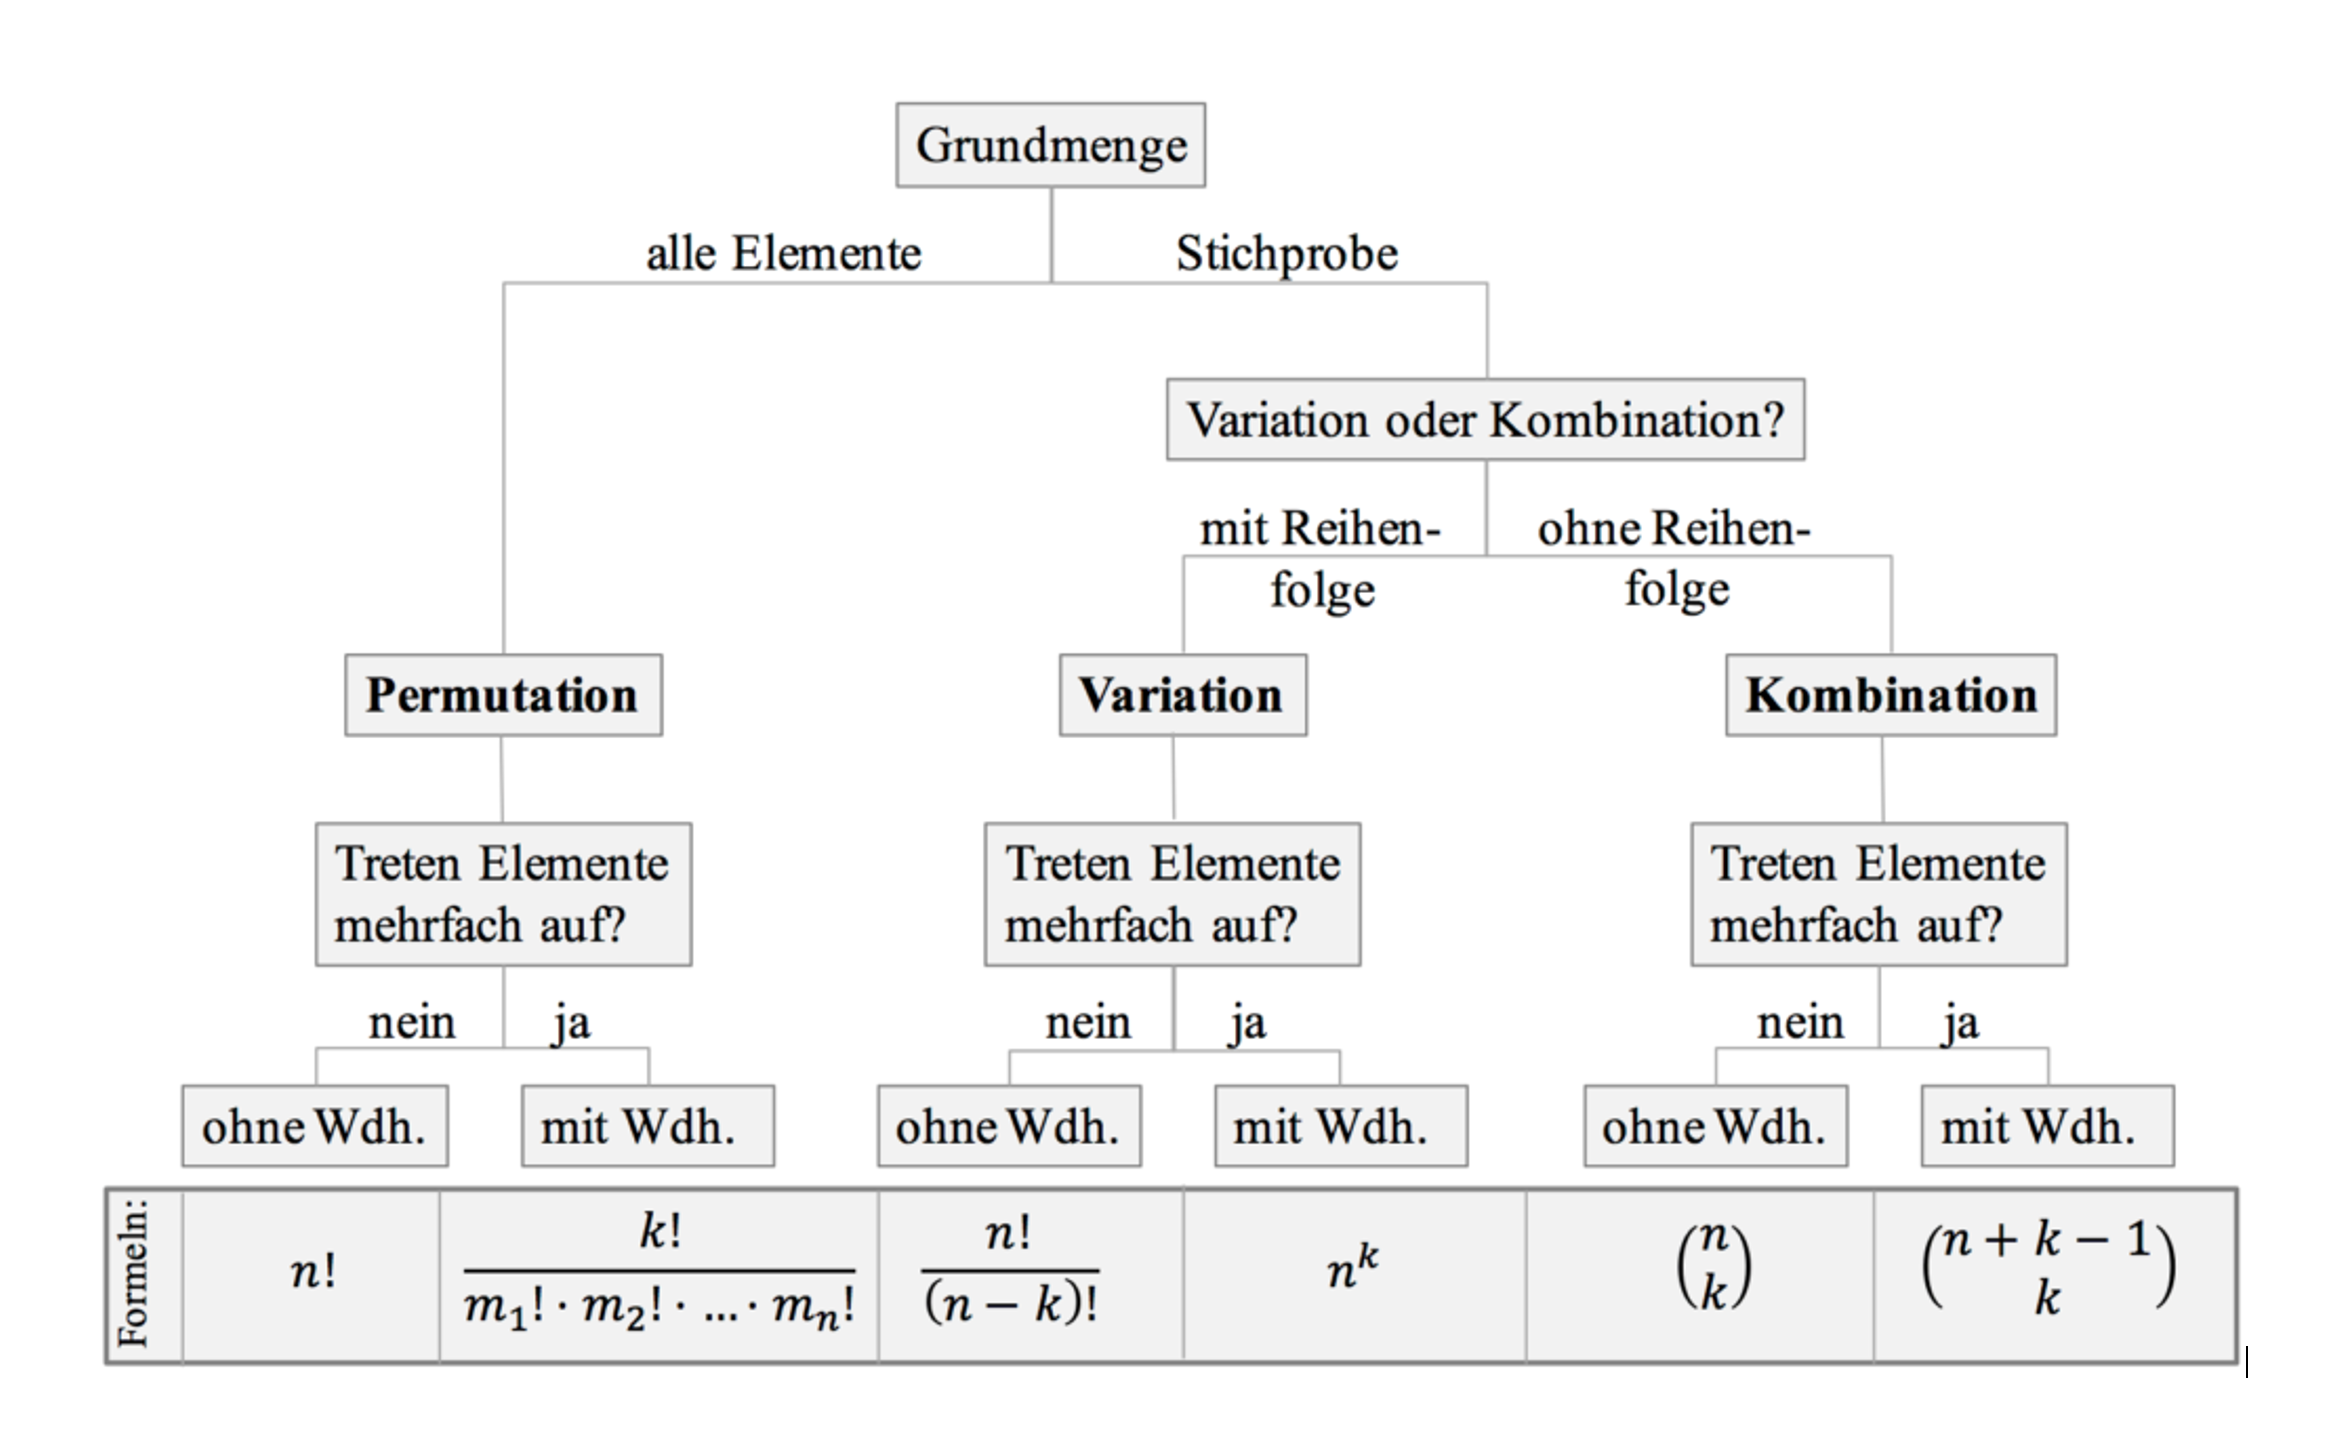 Grundmenge
alle Elemente
Stichprobe
Variation oder Kombination?
mit Reihen-
folge
ohne Reihen-
folge
Permutation
Variation
Kombination
Treten Elemente
mehrfach auf?
Treten Elemente
mehrfach auf?
Treten Elemente
mehrfach auf?
nein
ja
nein
ja
nein
ja
ohne Wdh.
mit Wdh.
ohne Wdh.
mit Wdh.
ohne Wdh.
mit Wdh.
Formeln:
n!
k!
m₁! · m₂! · … · mₙ!
n!
(n − k)!
nᵏ
(n
k)
(n + k − 1
k)